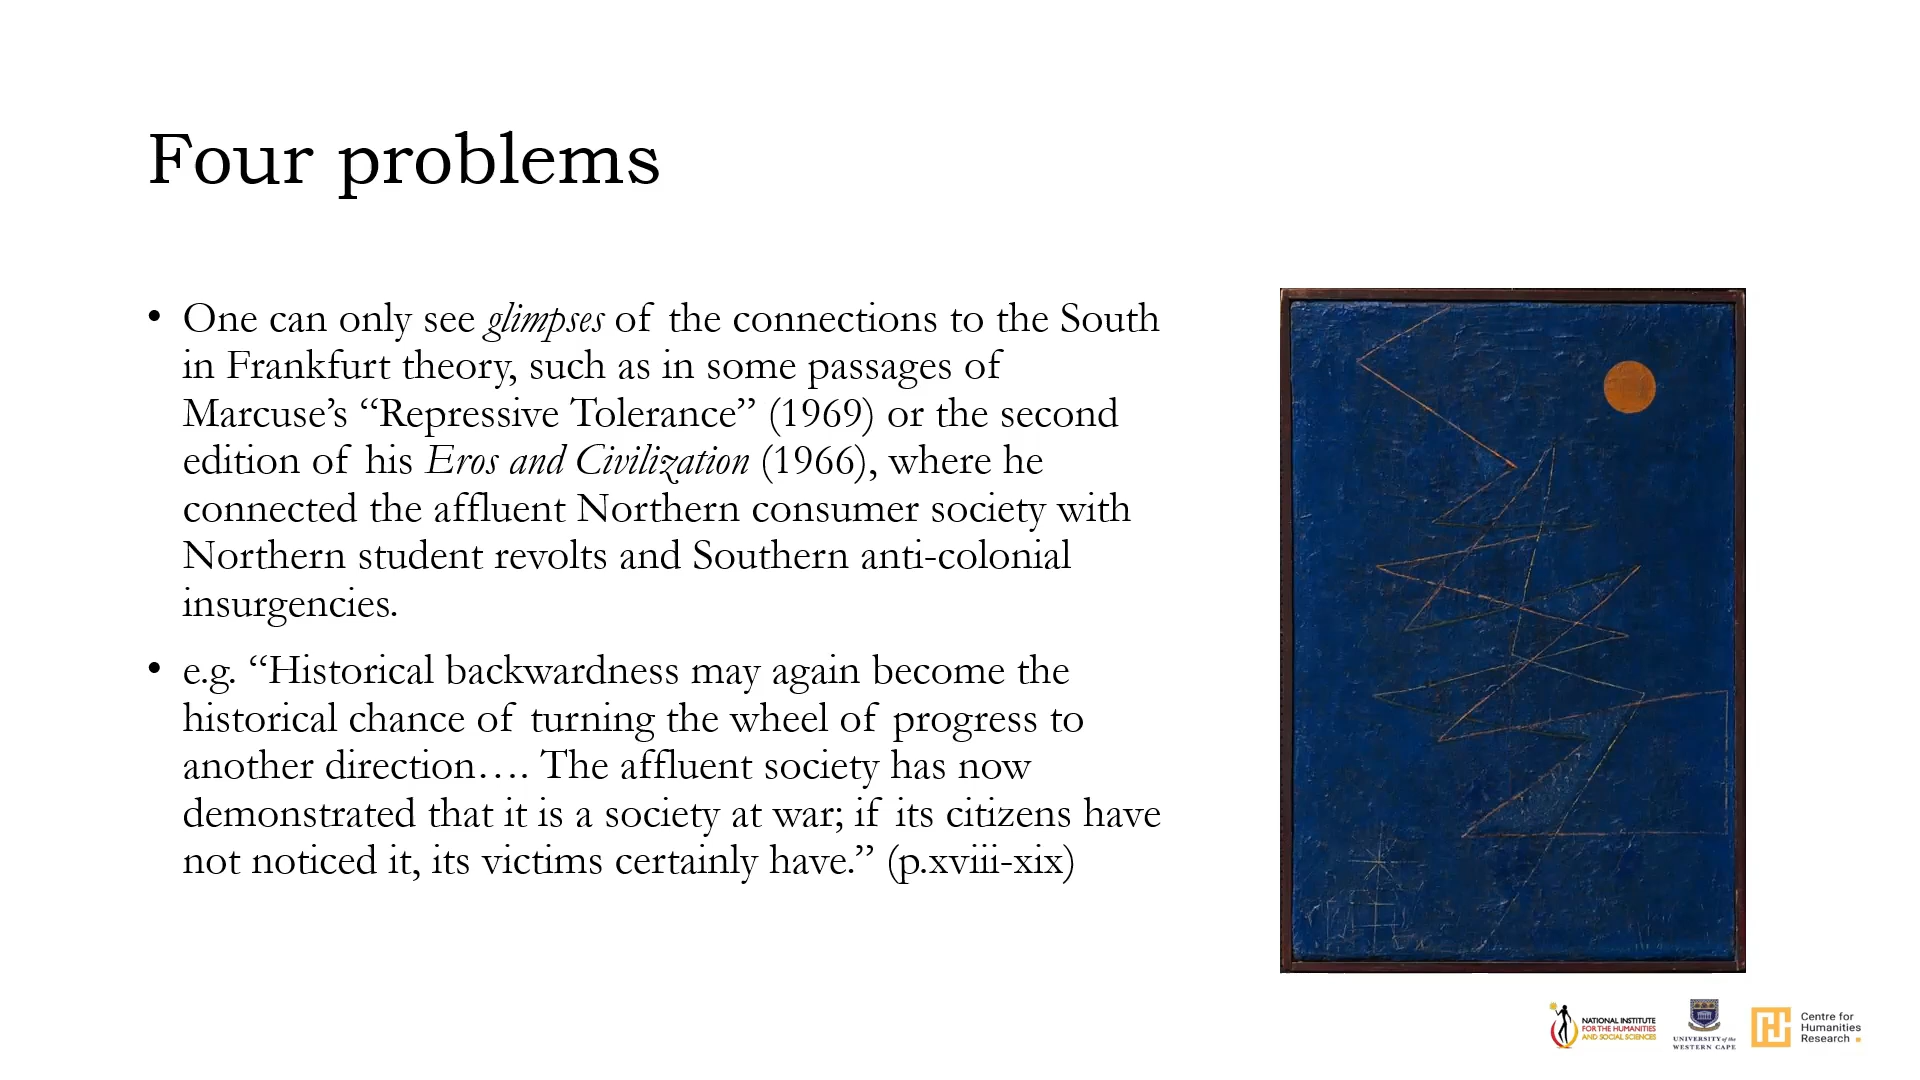 Four problems
• One can only see glimpses of the connections to the South
in Frankfurt theory, such as in some passages of
Marcuse’s “Repressive Tolerance” (1969) or the second
edition of his Eros and Civilization (1966), where he
connected the affluent Northern consumer society with
Northern student revolts and Southern anti-colonial
insurgencies.
• e.g. “Historical backwardness may again become the
historical chance of turning the wheel of progress to
another direction…. The affluent society has now
demonstrated that it is a society at war; if its citizens have
not noticed it, its victims certainly have.” (p.xviii-xix)
NATIONAL INSTITUTE
FOR THE HUMANITIES
AND SOCIAL SCIENCES
UNIVERSITY of the
WESTERN CAPE
Centre for
Humanities
Research